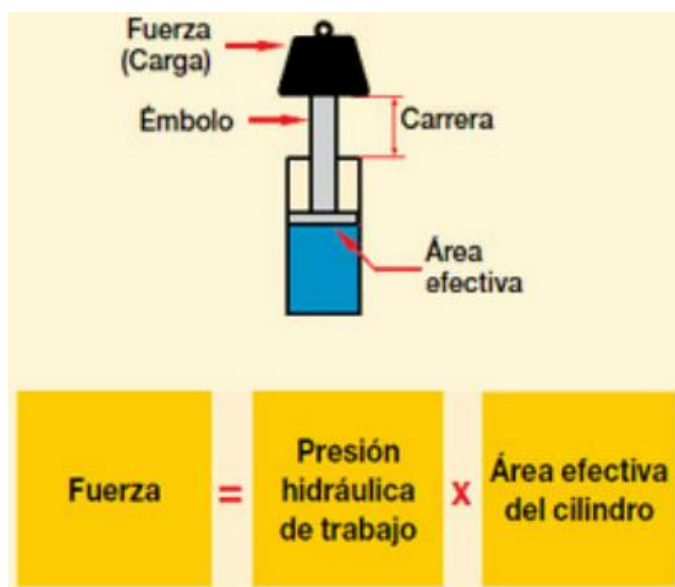 Fuerza
(Carga)
Émbolo
Carrera
Área
efectiva
Fuerza
=
Presión
hidráulica
de trabajo
x
Área efectiva
del cilindro